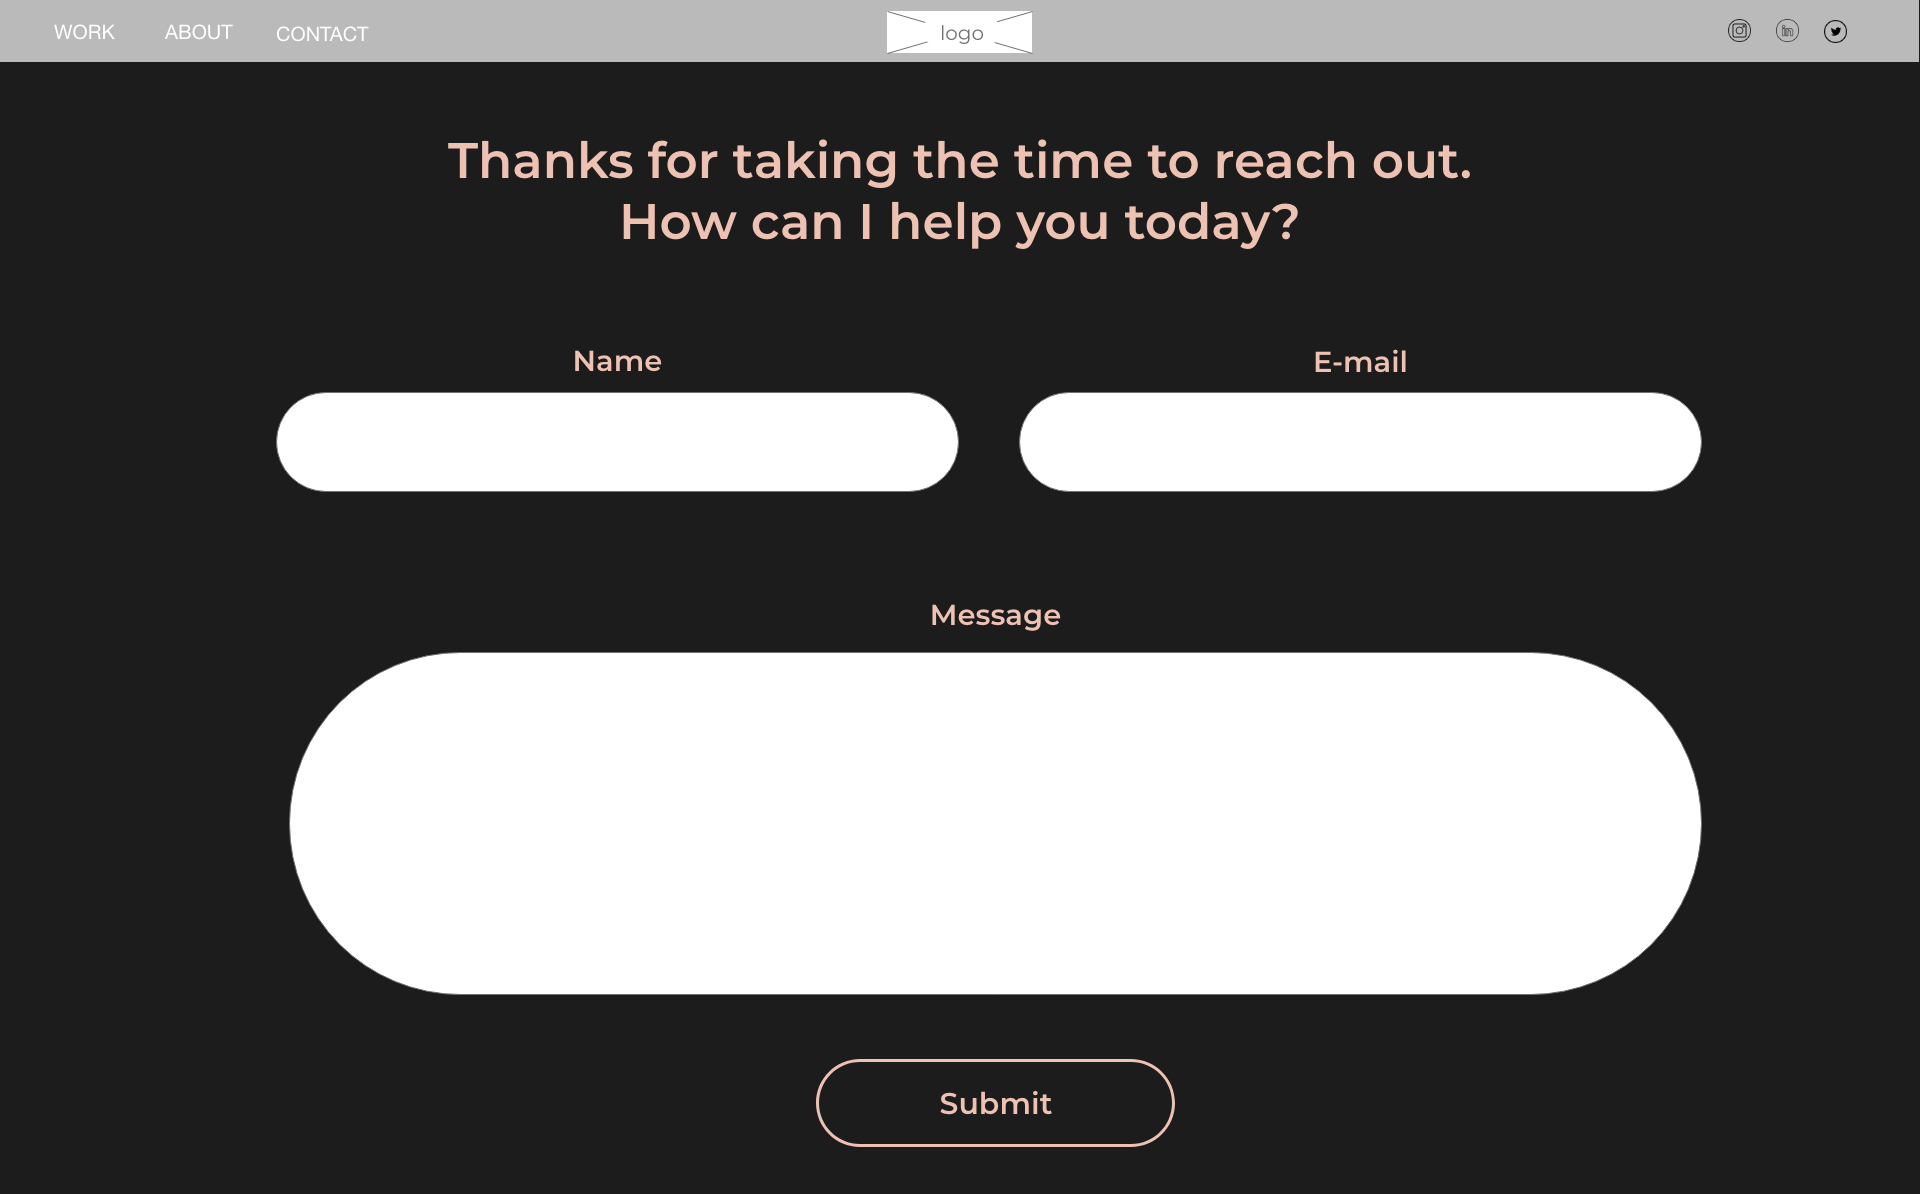 WORK ABOUT CONTACT logo in
Thanks for taking the time to reach out.
How can I help you today?
Name E-mail
Message
Submit